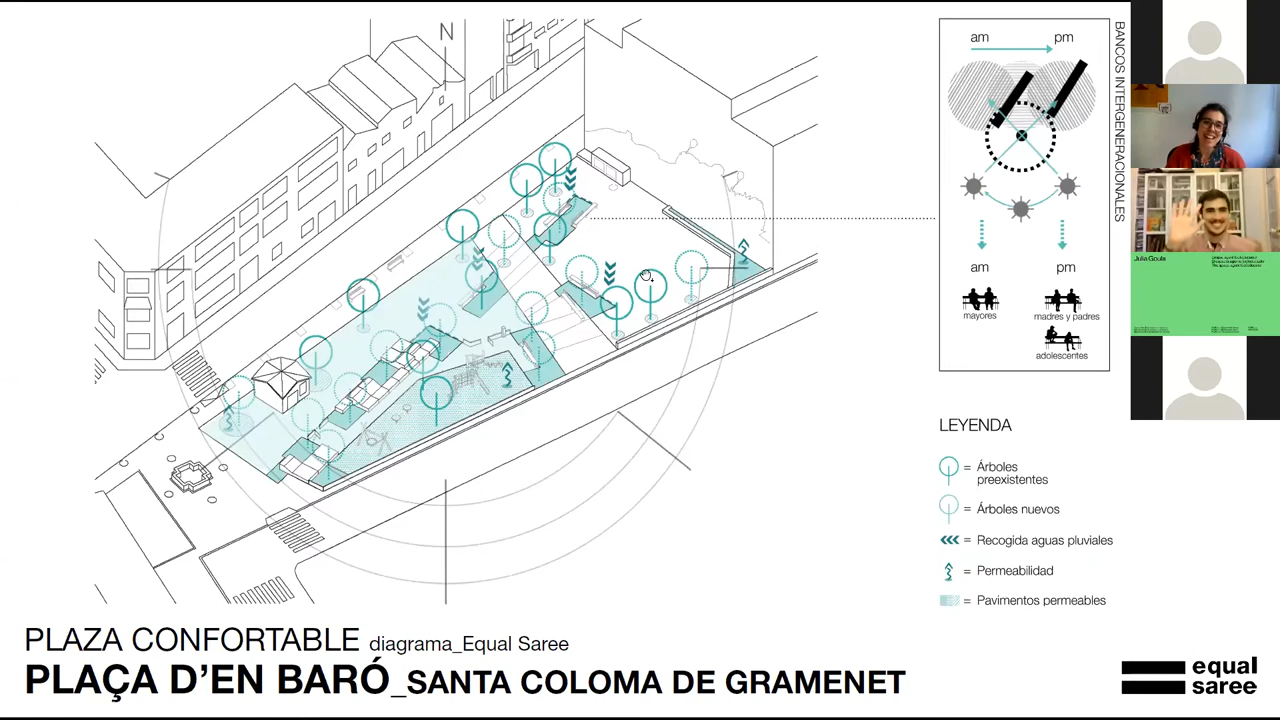 N
am
pm
BANCOS INTERGENERACIONALES
am
pm
mayores
madres y padres
adolescentes
LEYENDA
= Árboles
preexistentes
= Árboles nuevos
= Recogida aguas pluviales
= Permeabilidad
= Pavimentos permeables
Julia Goula
PLAZA CONFORTABLE diagrama_Equal Saree
PLAÇA D'EN BARÓ_SANTA COLOMA DE GRAMENET
equal
saree